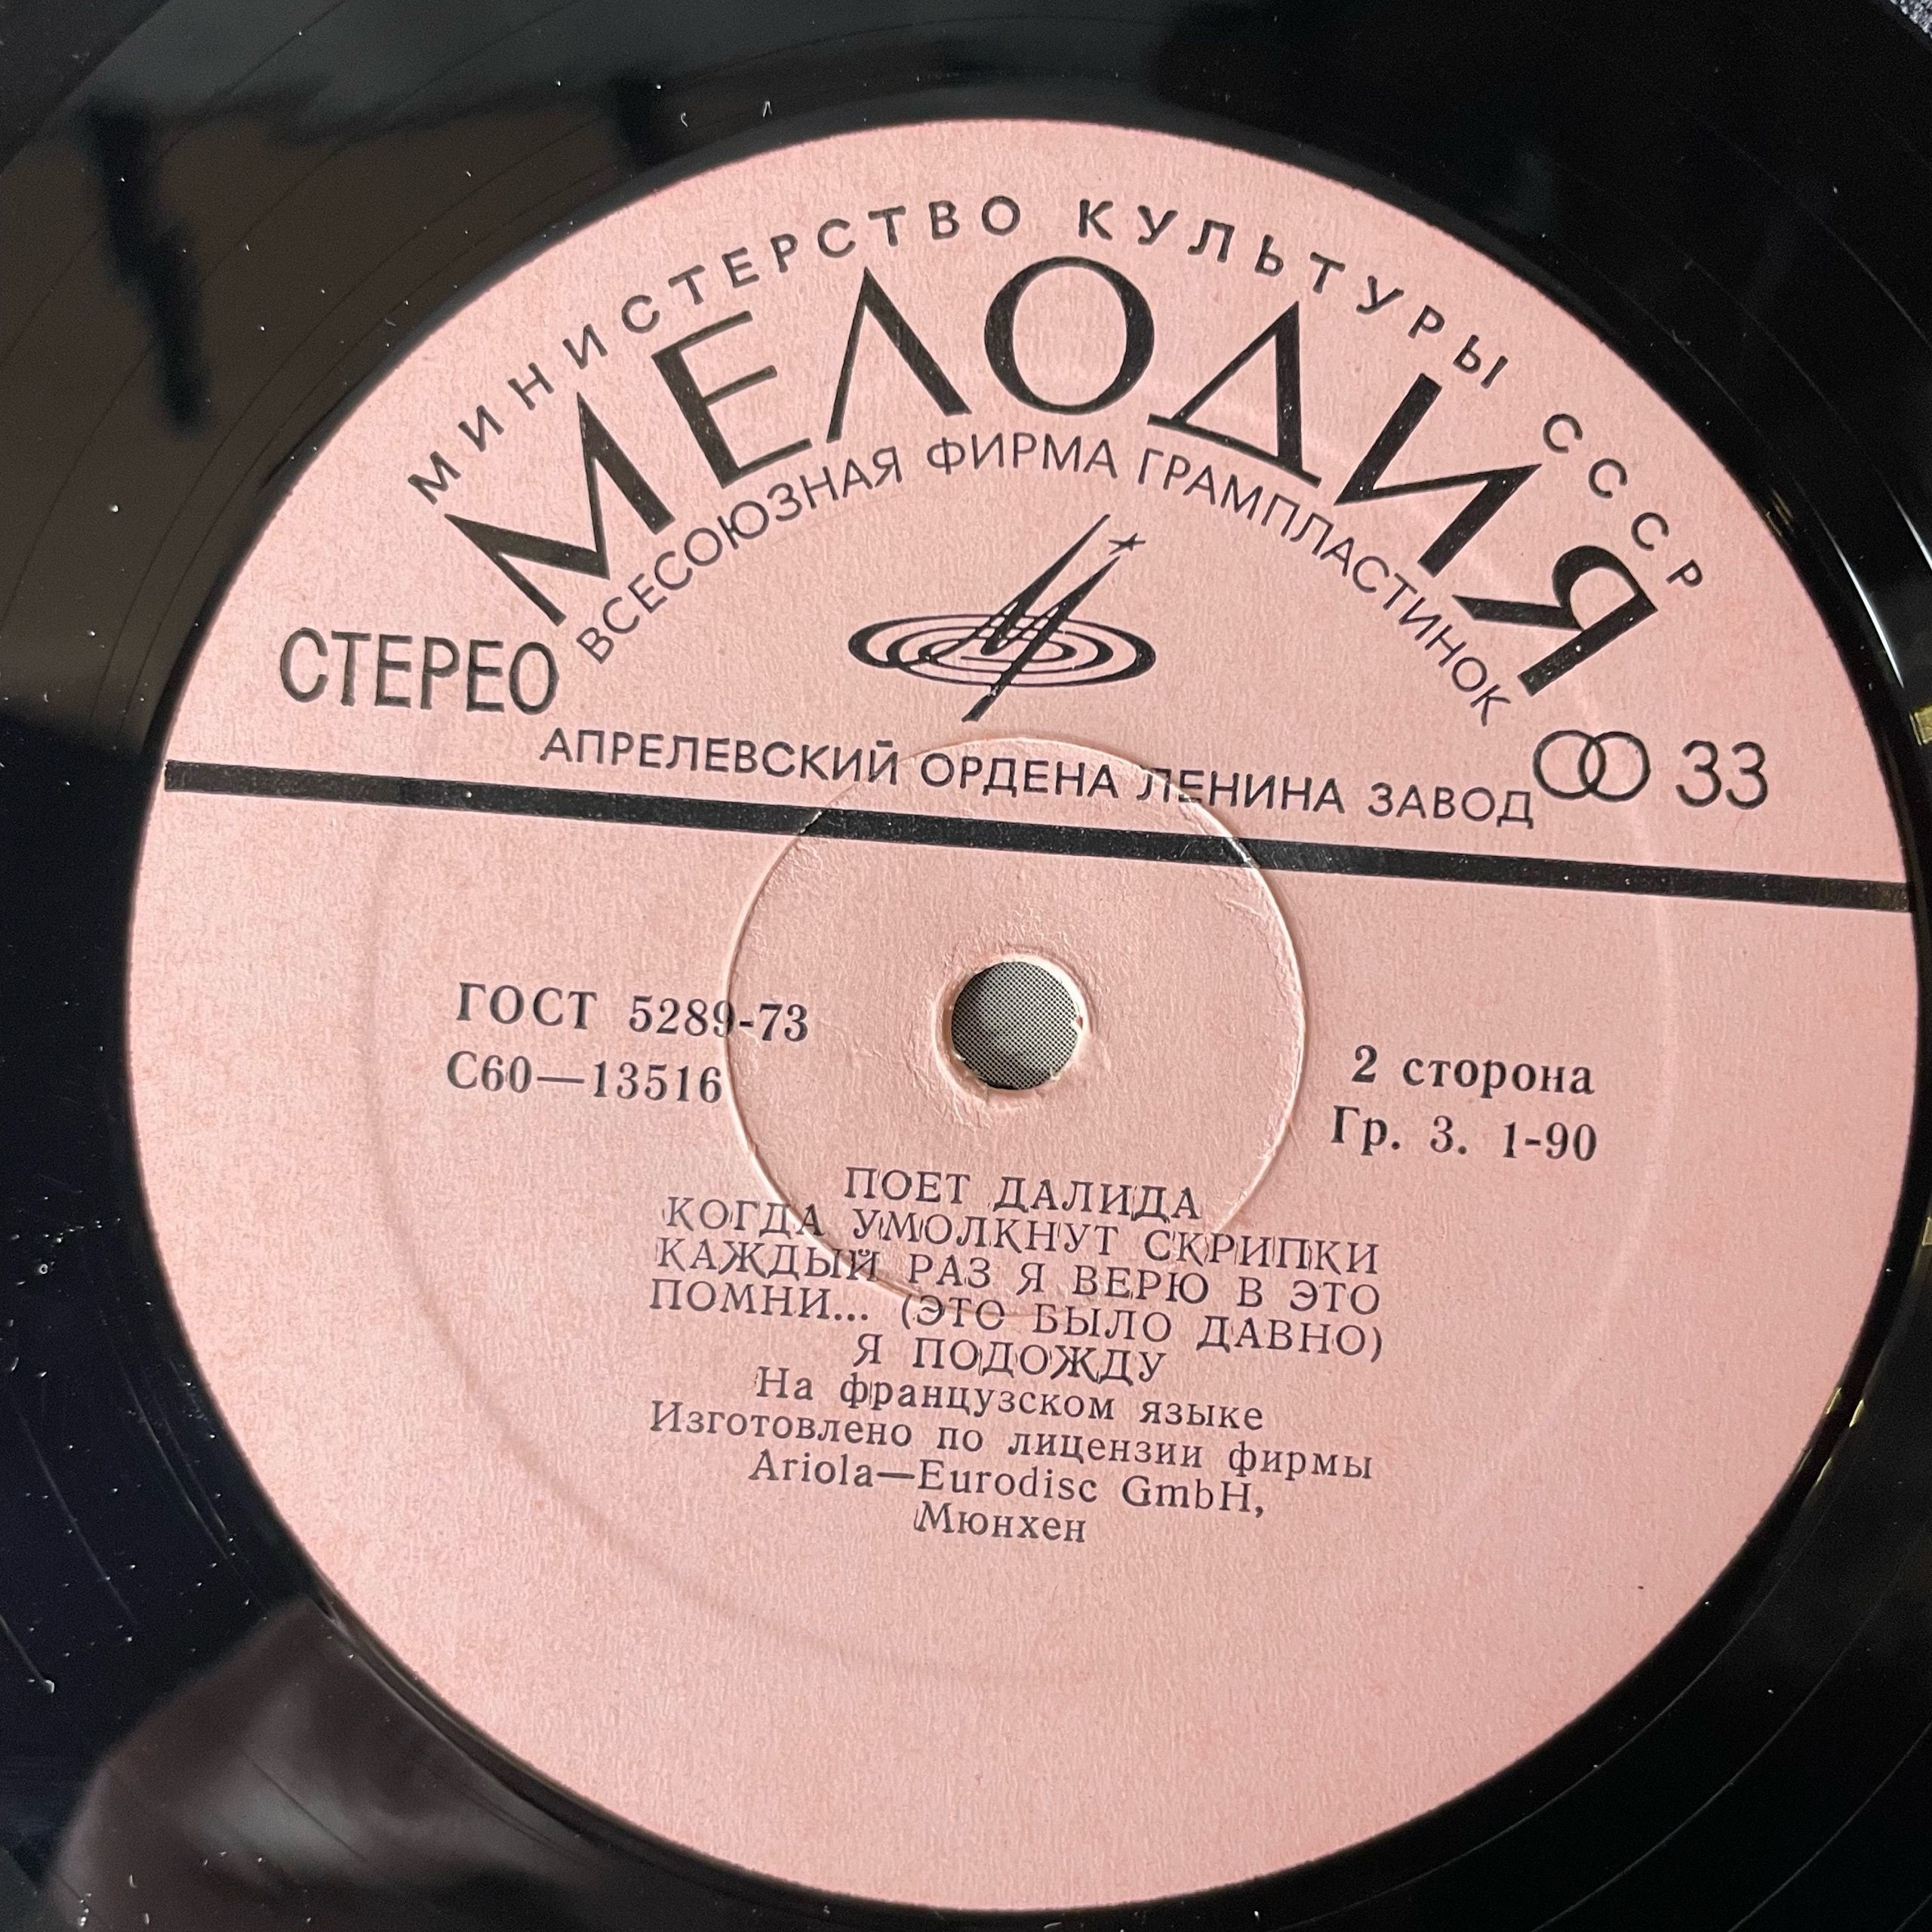 МИНИСТЕРСТВО КУЛЬТУРЫ СССР
МЕЛОДИЯ
ВСЕСОЮЗНАЯ ФИРМА ГРАМПЛАСТИНОК
СТЕРЕО
33
АПРЕЛЕВСКИЙ ОРДЕНА ЛЕНИНА ЗАВОД
ГОСТ 5289-73
С60—13516
2 сторона
Гр. 3. 1-90
ПОЕТ ДАЛИДА
КОГДА УМОЛКНУТ СКРИПКИ
КАЖДЫЙ РАЗ Я ВЕРЮ В ЭТО
ПОМНИ... (ЭТО БЫЛО ДАВНО)
Я ПОДОЖДУ
На французском языке
Изготовлено по лицензии фирмы
Ariola—Eurodisc GmbH,
Мюнхен